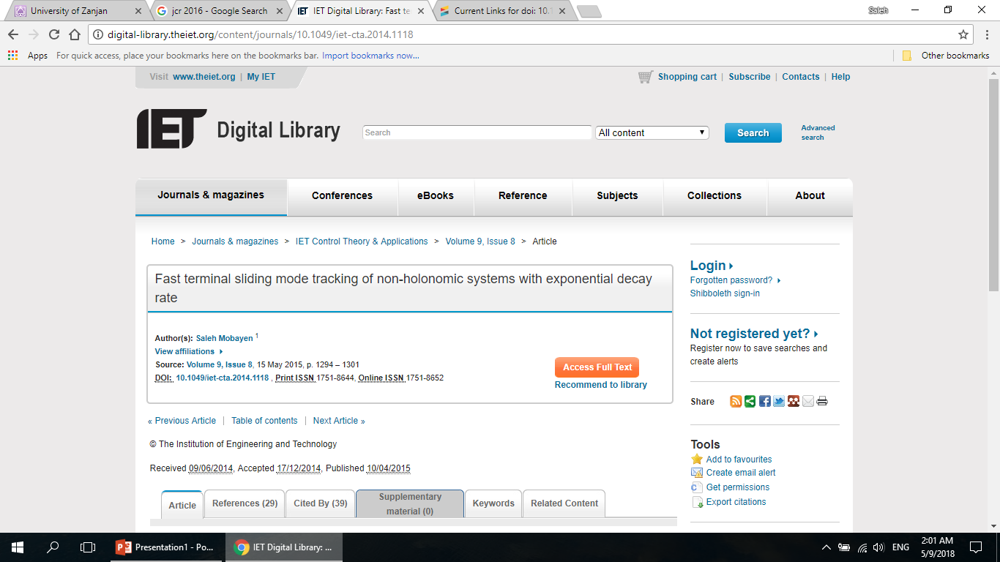 University of Zanjan
jcr 2016 - Google Search
IET Digital Library: Fast te
Current Links for doi: 10.1
Saleh
digital-library.theiet.org/content/journals/10.1049/iet-cta.2014.1118
Apps For quick access, place your bookmarks here on the bookmarks bar. Import bookmarks now... Other bookmarks
Visit www.theiet.org | My IET
Shopping cart | Subscribe | Contacts | Help
IET Digital Library
Search
All content
Search
Advanced search
Journals & magazines
Conferences
eBooks
Reference
Subjects
Collections
About
Home > Journals & magazines > IET Control Theory & Applications > Volume 9, Issue 8 > Article
Fast terminal sliding mode tracking of non-holonomic systems with exponential decay
rate
Author(s): Saleh Mobayen 1
View affiliations
Source: Volume 9, Issue 8, 15 May 2015, p. 1294 – 1301
DOI: 10.1049/iet-cta.2014.1118 , Print ISSN 1751-8644, Online ISSN 1751-8652
Access Full Text
Recommend to library
« Previous Article | Table of contents | Next Article »
© The Institution of Engineering and Technology
Received 09/06/2014, Accepted 17/12/2014, Published 10/04/2015
Article
References (29)
Cited By (39)
Supplementary
material (0)
Keywords
Related Content
Login
Forgotten password?
Shibboleth sign-in
Not registered yet?
Register now to save searches and
create alerts
Share
Tools
Add to favourites
Create email alert
Get permissions
Export citations
Presentation1 - Po...
IET Digital Library: ...
ENG
2:01 AM
5/9/2018